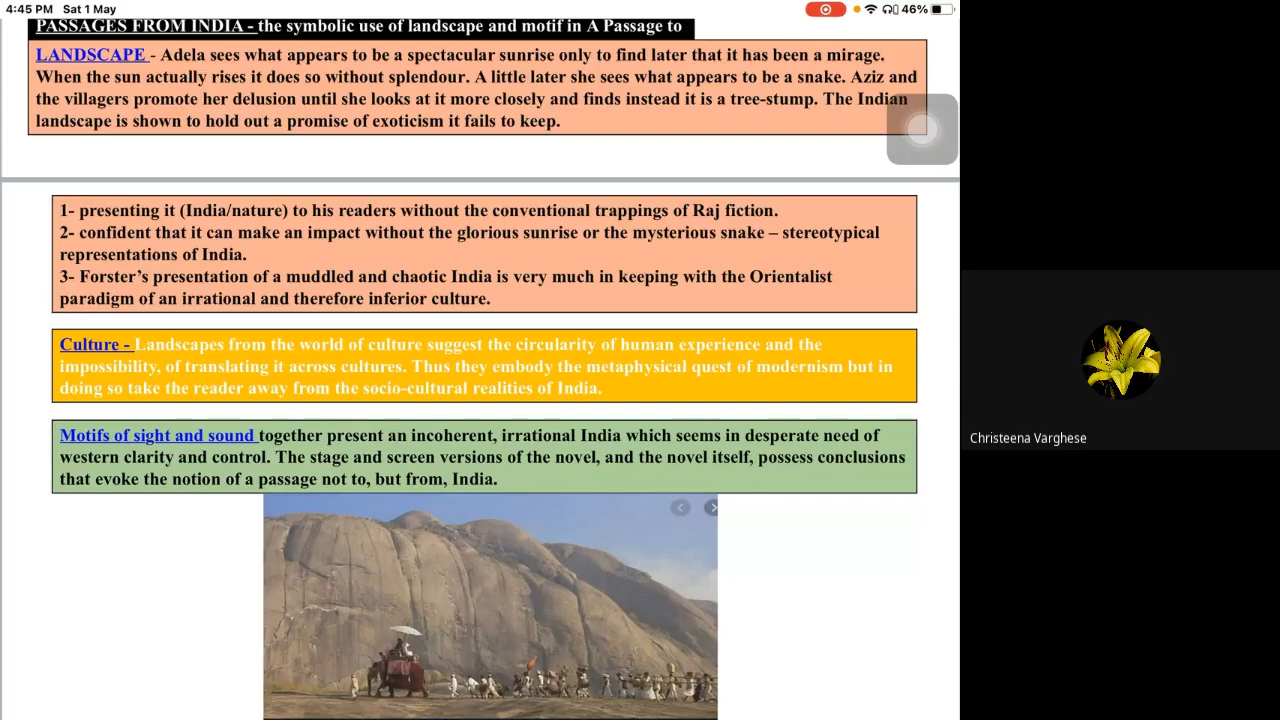 4:45 PM Sat 1 May
46%
PASSAGES FROM INDIA - the symbolic use of landscape and motif in A Passage to
LANDSCAPE - Adela sees what appears to be a spectacular sunrise only to find later that it has been a mirage.
When the sun actually rises it does so without splendour. A little later she sees what appears to be a snake. Aziz and
the villagers promote her delusion until she looks at it more closely and finds instead it is a tree-stump. The Indian
landscape is shown to hold out a promise of exoticism it fails to keep.
1- presenting it (India/nature) to his readers without the conventional trappings of Raj fiction.
2- confident that it can make an impact without the glorious sunrise or the mysterious snake – stereotypical
representations of India.
3- Forster’s presentation of a muddled and chaotic India is very much in keeping with the Orientalist
paradigm of an irrational and therefore inferior culture.
Culture - Landscapes from the world of culture suggest the circularity of human experience and the
impossibility, of translating it across cultures. Thus they embody the metaphysical quest of modernism but in
doing so take the reader away from the socio-cultural realities of India.
Motifs of sight and sound together present an incoherent, irrational India which seems in desperate need of
western clarity and control. The stage and screen versions of the novel, and the novel itself, possess conclusions
that evoke the notion of a passage not to, but from, India.
Christeena Varghese